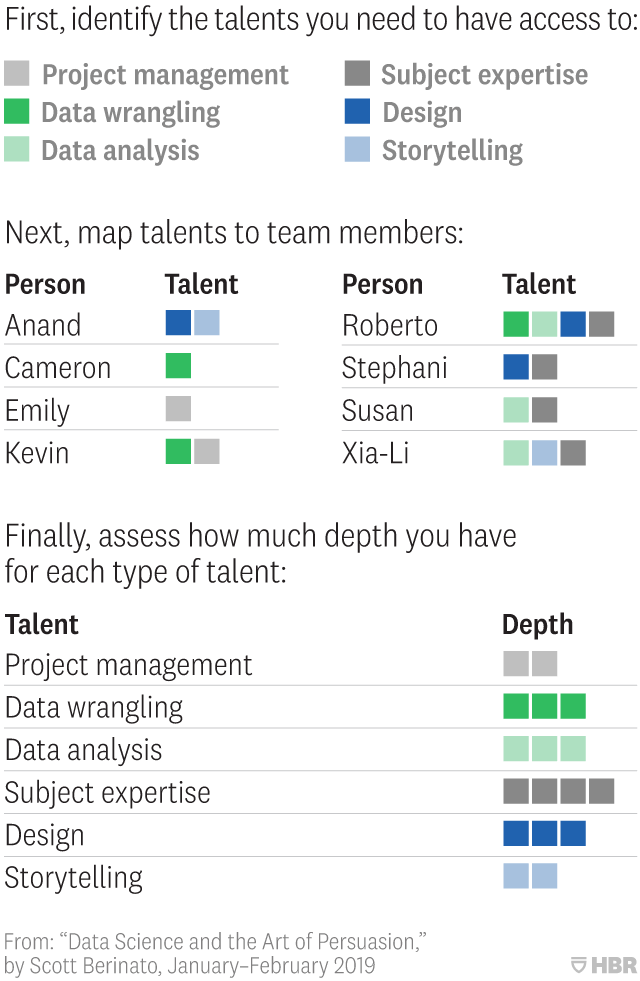 First, identify the talents you need to have access to:
Project management
Subject expertise
Data wrangling
Design
Data analysis
Storytelling
Next, map talents to team members:
Person Talent Person Talent
Anand Roberto
Cameron Stephani
Emily Susan
Kevin Xia-Li
Finally, assess how much depth you have
for each type of talent:
Talent Depth
Project management
Data wrangling
Data analysis
Subject expertise
Design
Storytelling
From: “Data Science and the Art of Persuasion,”
by Scott Berinato, January–February 2019
HBR